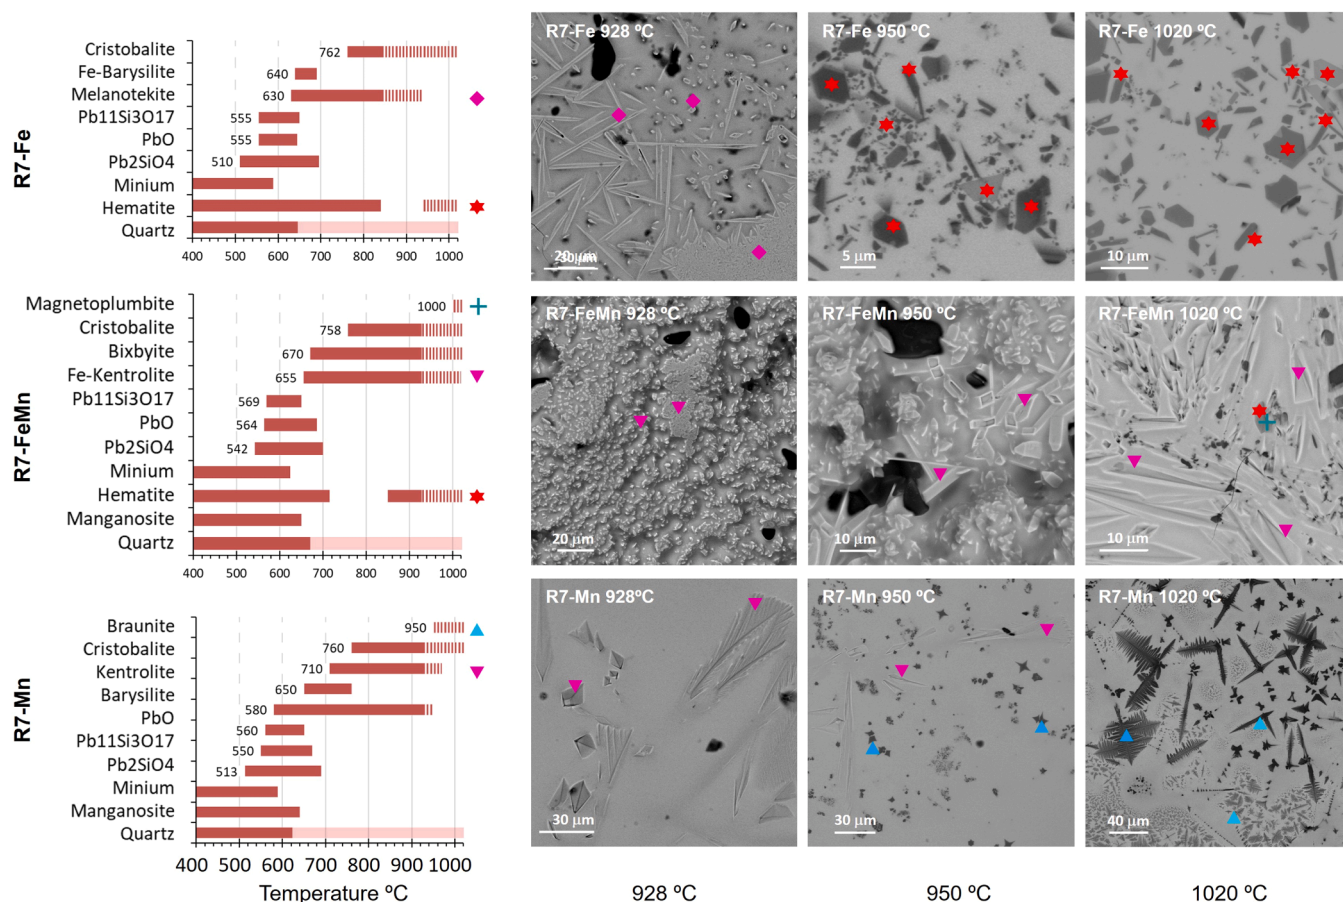 R7-Fe
Cristobalite
762
Fe-Barysilite
640
Melanotekite
630
Pb11Si3O17
555
PbO
555
Pb2SiO4
510
Minium
Hematite
Quartz
400 500 600 700 800 900 1000
R7-Fe 928 ºC
20 µm
R7-Fe 950 ºC
5 µm
R7-Fe 1020 ºC
10 µm
R7-FeMn
Magnetoplumbite
1000
Cristobalite
758
Bixbyite
670
Fe-Kentrolite
655
Pb11Si3O17
569
PbO
564
Pb2SiO4
542
Minium
Hematite
Manganosite
Quartz
400 500 600 700 800 900 1000
R7-FeMn 928 ºC
20 µm
R7-FeMn 950 ºC
10 µm
R7-FeMn 1020 ºC
10 µm
R7-Mn
Braunite
950
Cristobalite
760
Kentrolite
710
Barysilite
650
580
PbO
560
Pb11Si3O17
550
Pb2SiO4
513
Minium
Manganosite
Quartz
400 500 600 700 800 900 1000
Temperature ºC
R7-Mn 928ºC
30 µm
R7-Mn 950 ºC
30 µm
R7-Mn 1020 ºC
40 µm
928 ºC
950 ºC
1020 ºC